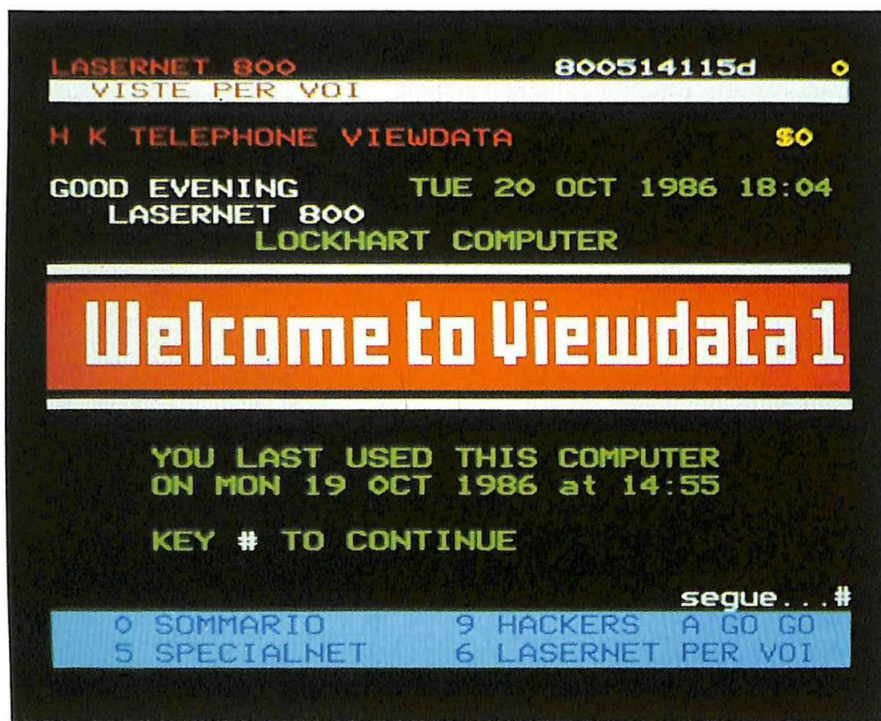 LASERNET 800 800514115d 0
VISTE PER VOI
H K TELEPHONE VIEWDATA $0
GOOD EVENING TUE 20 OCT 1986 18:04
LASERNET 800
LOCKHART COMPUTER
Welcome to Viewdata 1
YOU LAST USED THIS COMPUTER
ON MON 19 OCT 1986 at 14:55
KEY # TO CONTINUE
segue...#
0 SOMMARIO 9 HACKERS A GO GO
5 SPECIALNET 6 LASERNET PER VOI